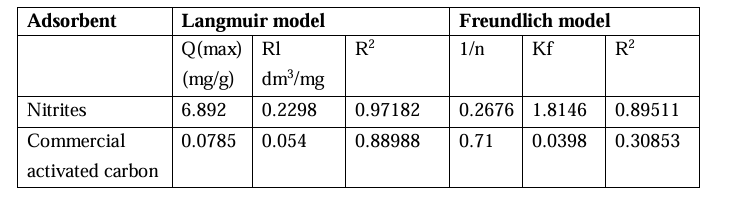 Adsorbent Langmuir model Freundlich model
Q(max) Rl R² 1/n Kf R²
(mg/g) dm³/mg
Nitrites 6.892 0.2298 0.97182 0.2676 1.8146 0.89511
Commercial 0.0785 0.054 0.88988 0.71 0.0398 0.30853
activated carbon